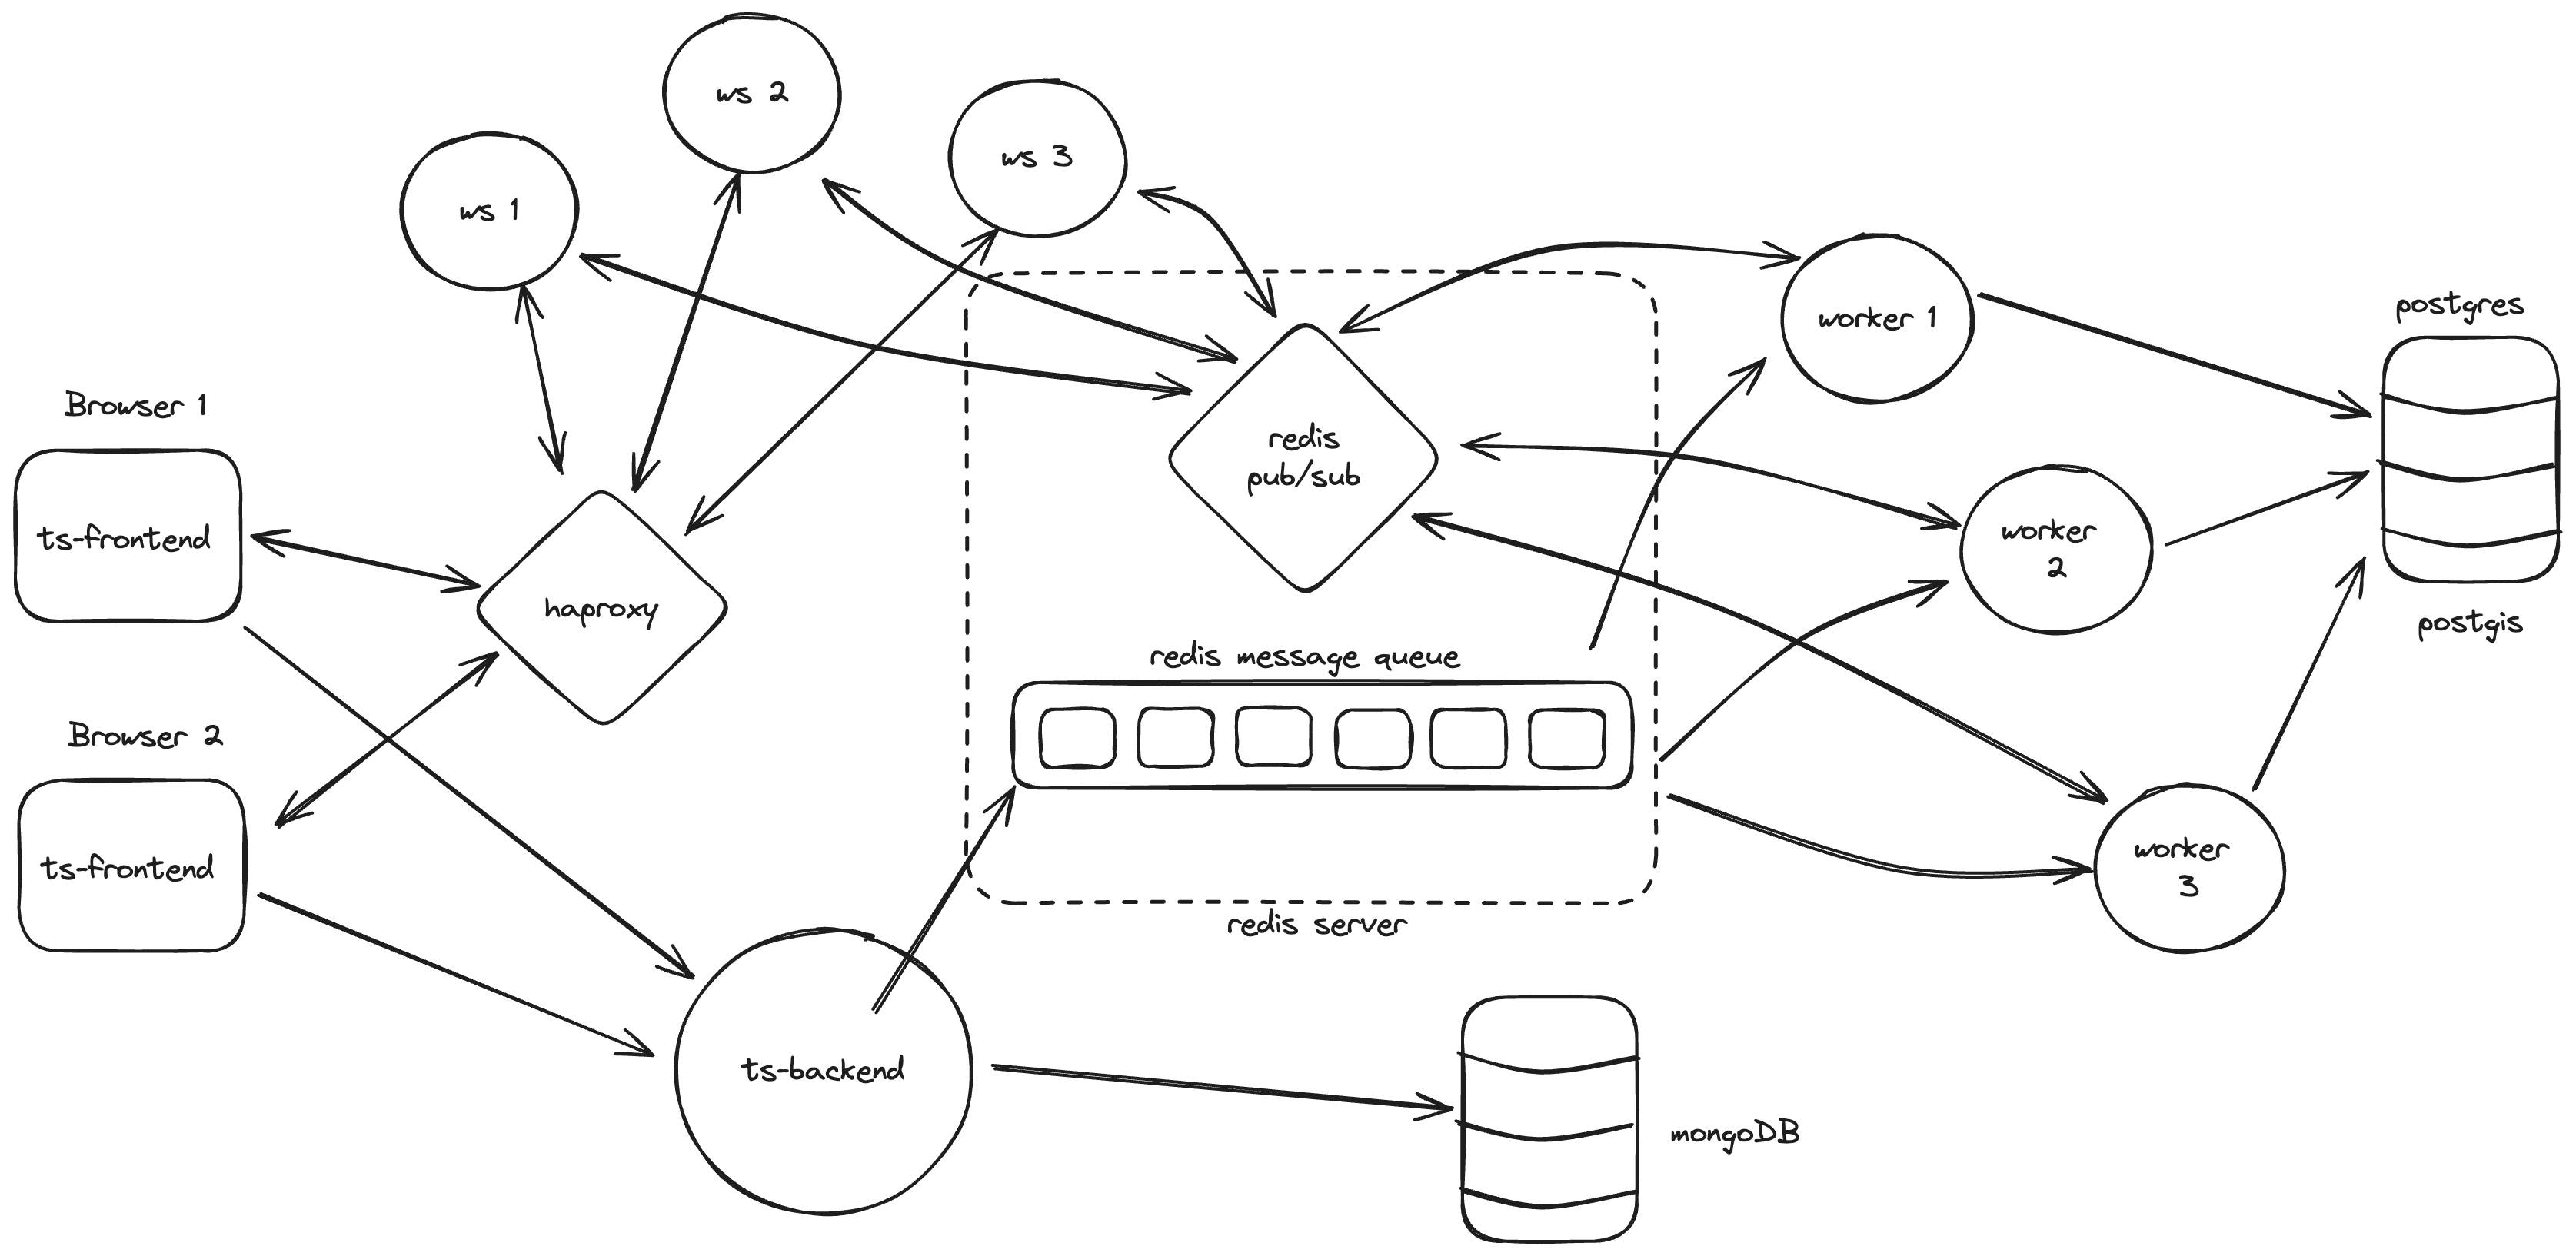 ws 2
ws 3
ws 1
worker 1
postgres
Browser 1
redis
pub/sub
ts-frontend
worker
2
haproxy
postgis
redis message queue
Browser 2
ts-frontend
worker
3
redis server
ts-backend
mongoDB